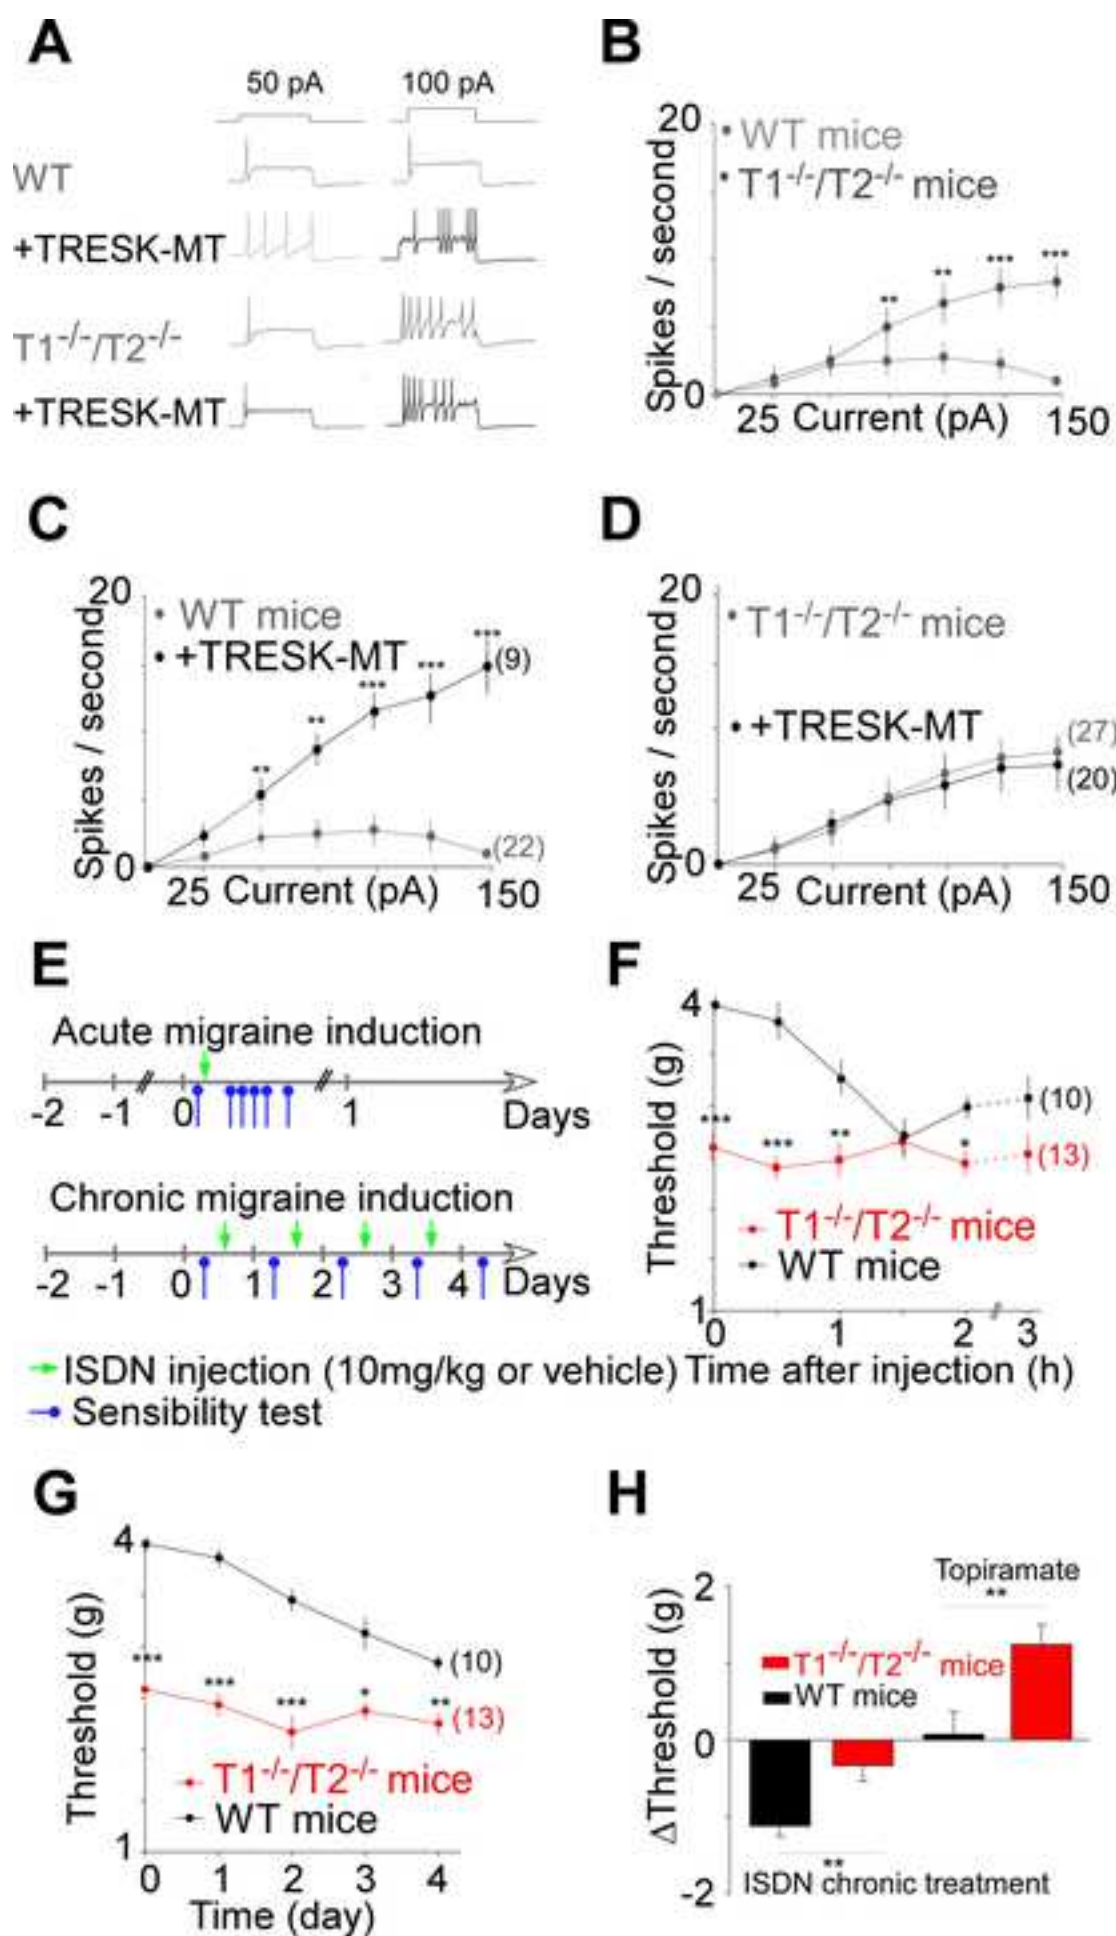 A
50 pA 100 pA
WT
+TRESK-MT
T1-/-/T2-/-
+TRESK-MT
B
20
WT mice
T1-/-/T2-/- mice
** ** *** ***
Spikes / second
0
25 Current (pA) 150
C
20
WT mice
+TRESK-MT
** ** *** *** ***
(9)
(22)
Spikes / second
0
25 Current (pA) 150
D
20
T1-/-/T2-/- mice
+TRESK-MT
(27)
(20)
Spikes / second
0
25 Current (pA) 150
E
Acute migraine induction
-2 -1 0 1 Days
Chronic migraine induction
-2 -1 0 1 2 3 4 Days
ISDN injection (10mg/kg or vehicle)
Sensibility test
F
4
Threshold (g)
*** *** ** *
(10)
(13)
T1-/-/T2-/- mice
WT mice
1
0 1 2 3
Time after injection (h)
G
4
Threshold (g)
*** *** *** * **
(10)
(13)
T1-/-/T2-/- mice
WT mice
1
0 1 2 3 4
Time (day)
H
2
Topiramate
**
T1-/-/T2-/- mice
WT mice
ΔThreshold (g)
0
**
ISDN chronic treatment
-2